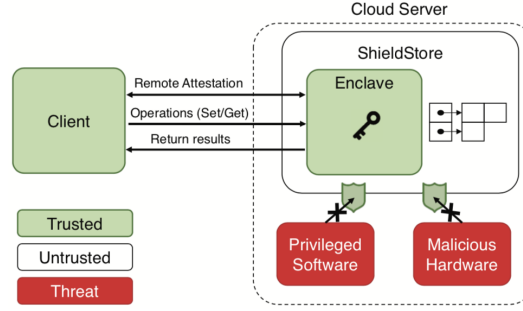 Cloud Server
ShieldStore
Client
Remote Attestation
Operations (Set/Get)
Return results
Enclave
Trusted
Untrusted
Threat
Privileged
Software
Malicious
Hardware